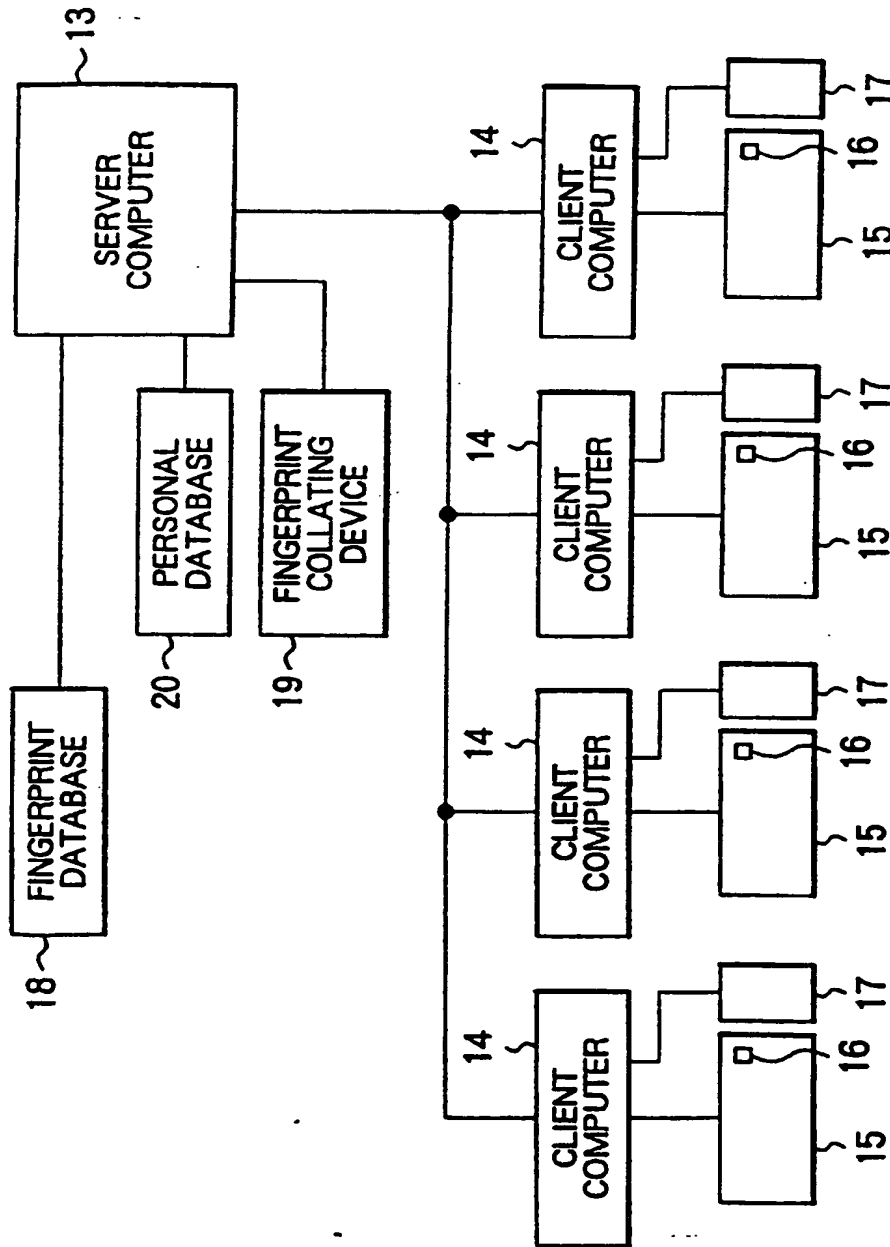 13
SERVER
COMPUTER
FINGERPRINT
DATABASE
18
PERSONAL
DATABASE
20
FINGERPRINT
COLLATING
DEVICE
19
14
CLIENT
COMPUTER
15
16
17
14
CLIENT
COMPUTER
15
16
17
14
CLIENT
COMPUTER
15
16
17
14
CLIENT
COMPUTER
15
16
17